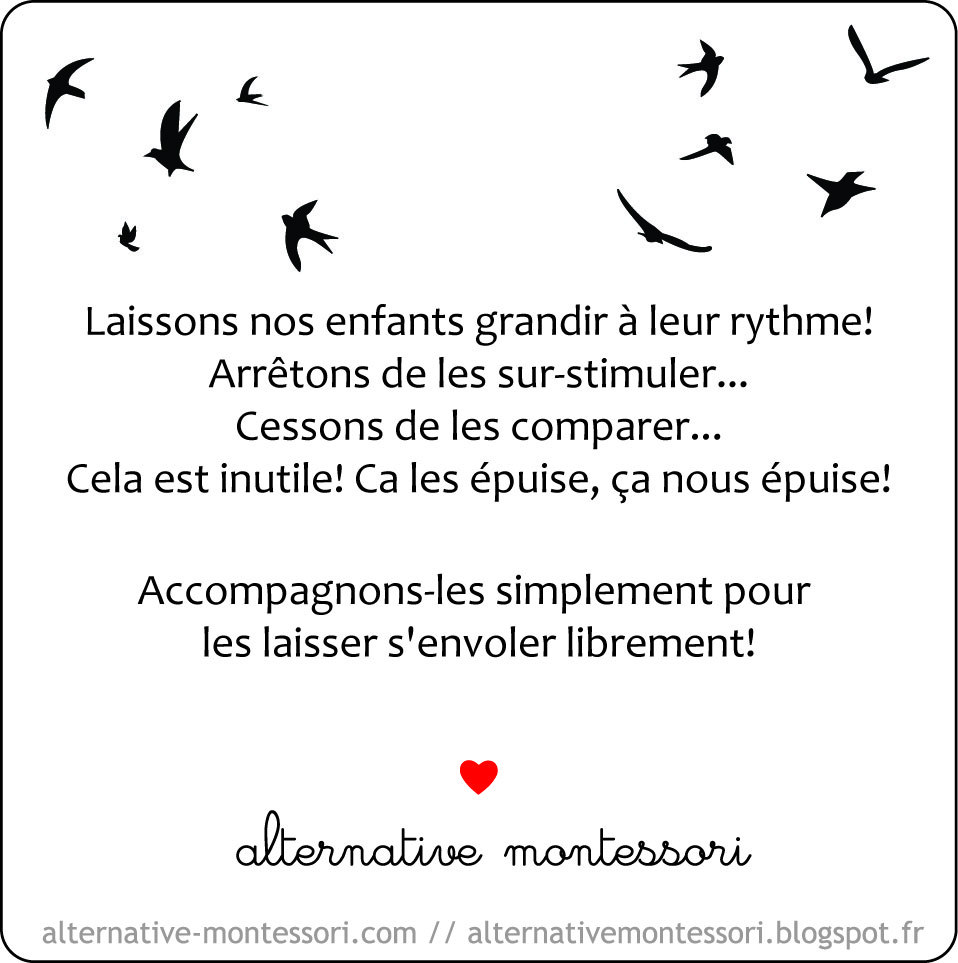 Laissons nos enfants grandir à leur rythme!
Arrêtons de les sur-stimuler...
Cessons de les comparer...
Cela est inutile! Ca les épuise, ça nous épuise!
Accompagnons-les simplement pour
les laisser s'envoler librement!
alternative montessori
alternative-montessori.com // alternativemontessori.blogspot.fr